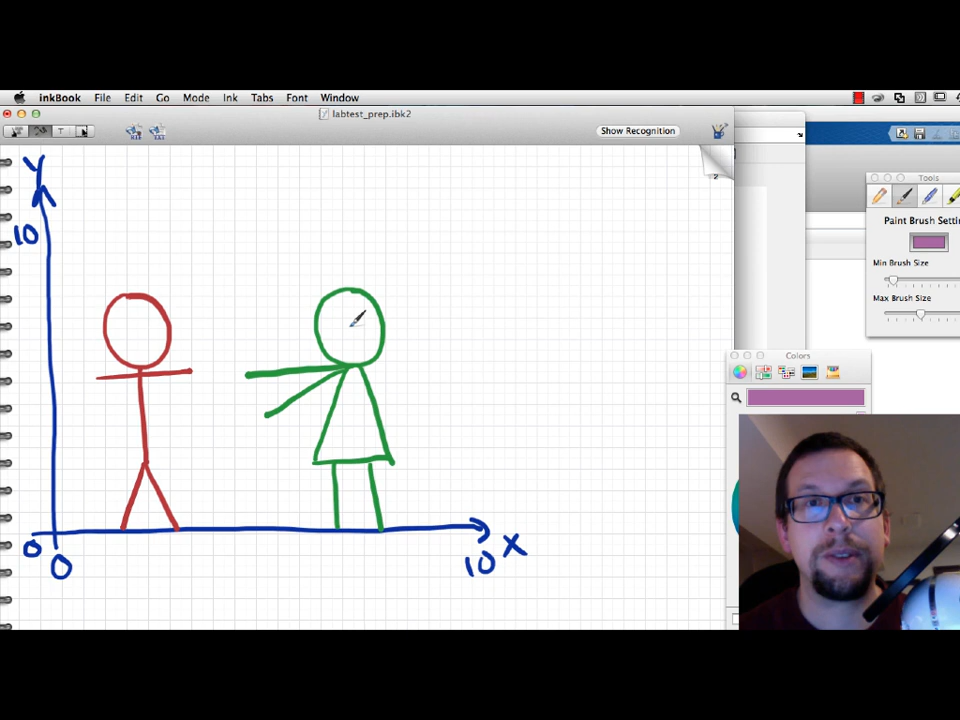 inkBook File Edit Go Mode Ink Tabs Font Window
labtest_prep.ibk2
Show Recognition
2
Tools
Paint Brush
Min Brush Size
Max Brush Size
Colors
Y
10
0
0
10
X